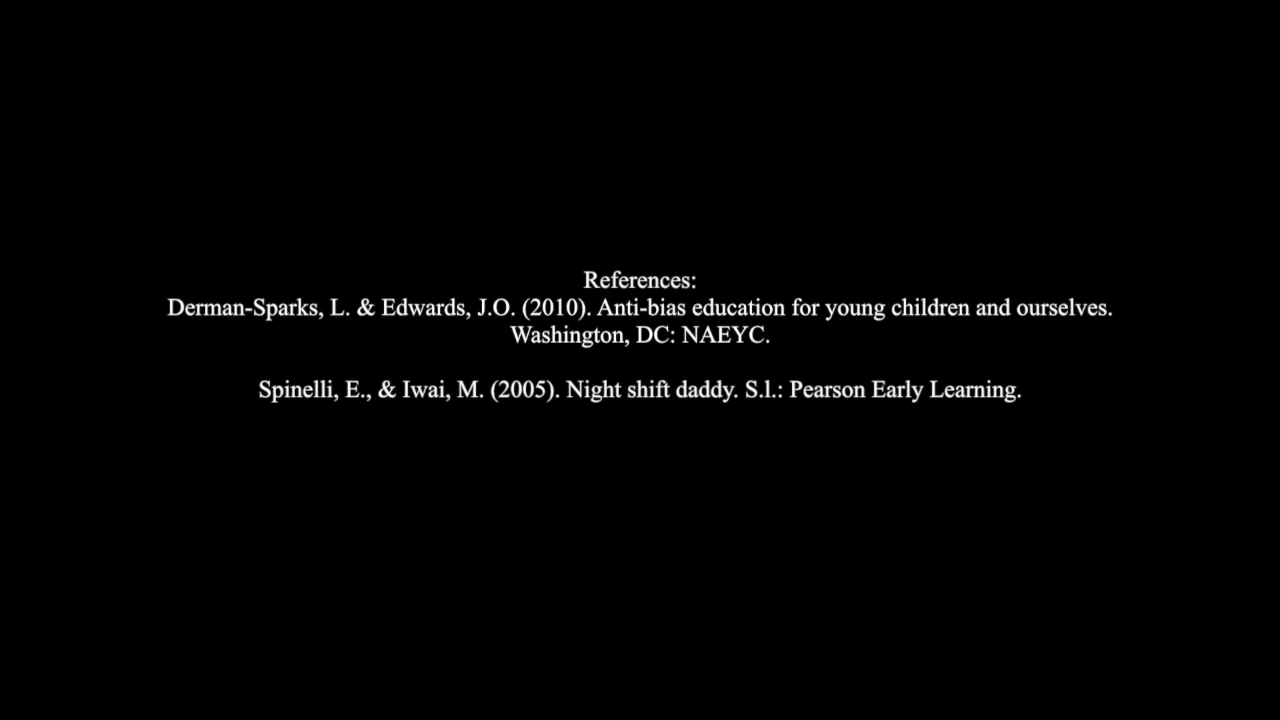 References:
Derman-Sparks, L. & Edwards, J.O. (2010). Anti-bias education for young children and ourselves.
Washington, DC: NAEYC.
Spinelli, E., & Iwai, M. (2005). Night shift daddy. S.l.: Pearson Early Learning.